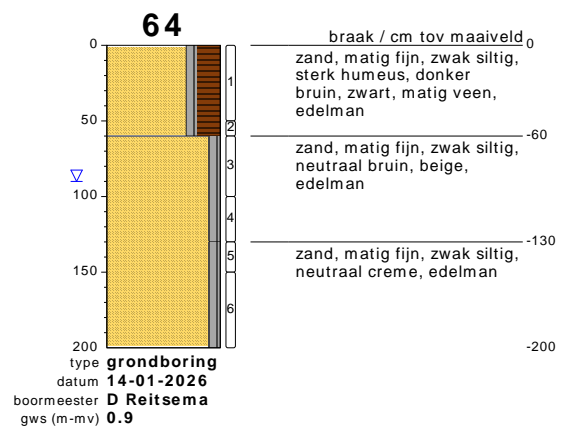 64
braak / cm tov maaiveld
0
0
zand, matig fijn, zwak siltig,
sterk humeus, donker
bruin, zwart, matig veen,
edelman
1
50
2
-60
zand, matig fijn, zwak siltig,
neutraal bruin, beige,
edelman
3
100
4
-130
zand, matig fijn, zwak siltig,
neutraal creme, edelman
5
150
6
200
-200
type grondboring
datum 14-01-2026
boormeester D Reitsema
gws (m-mv) 0.9